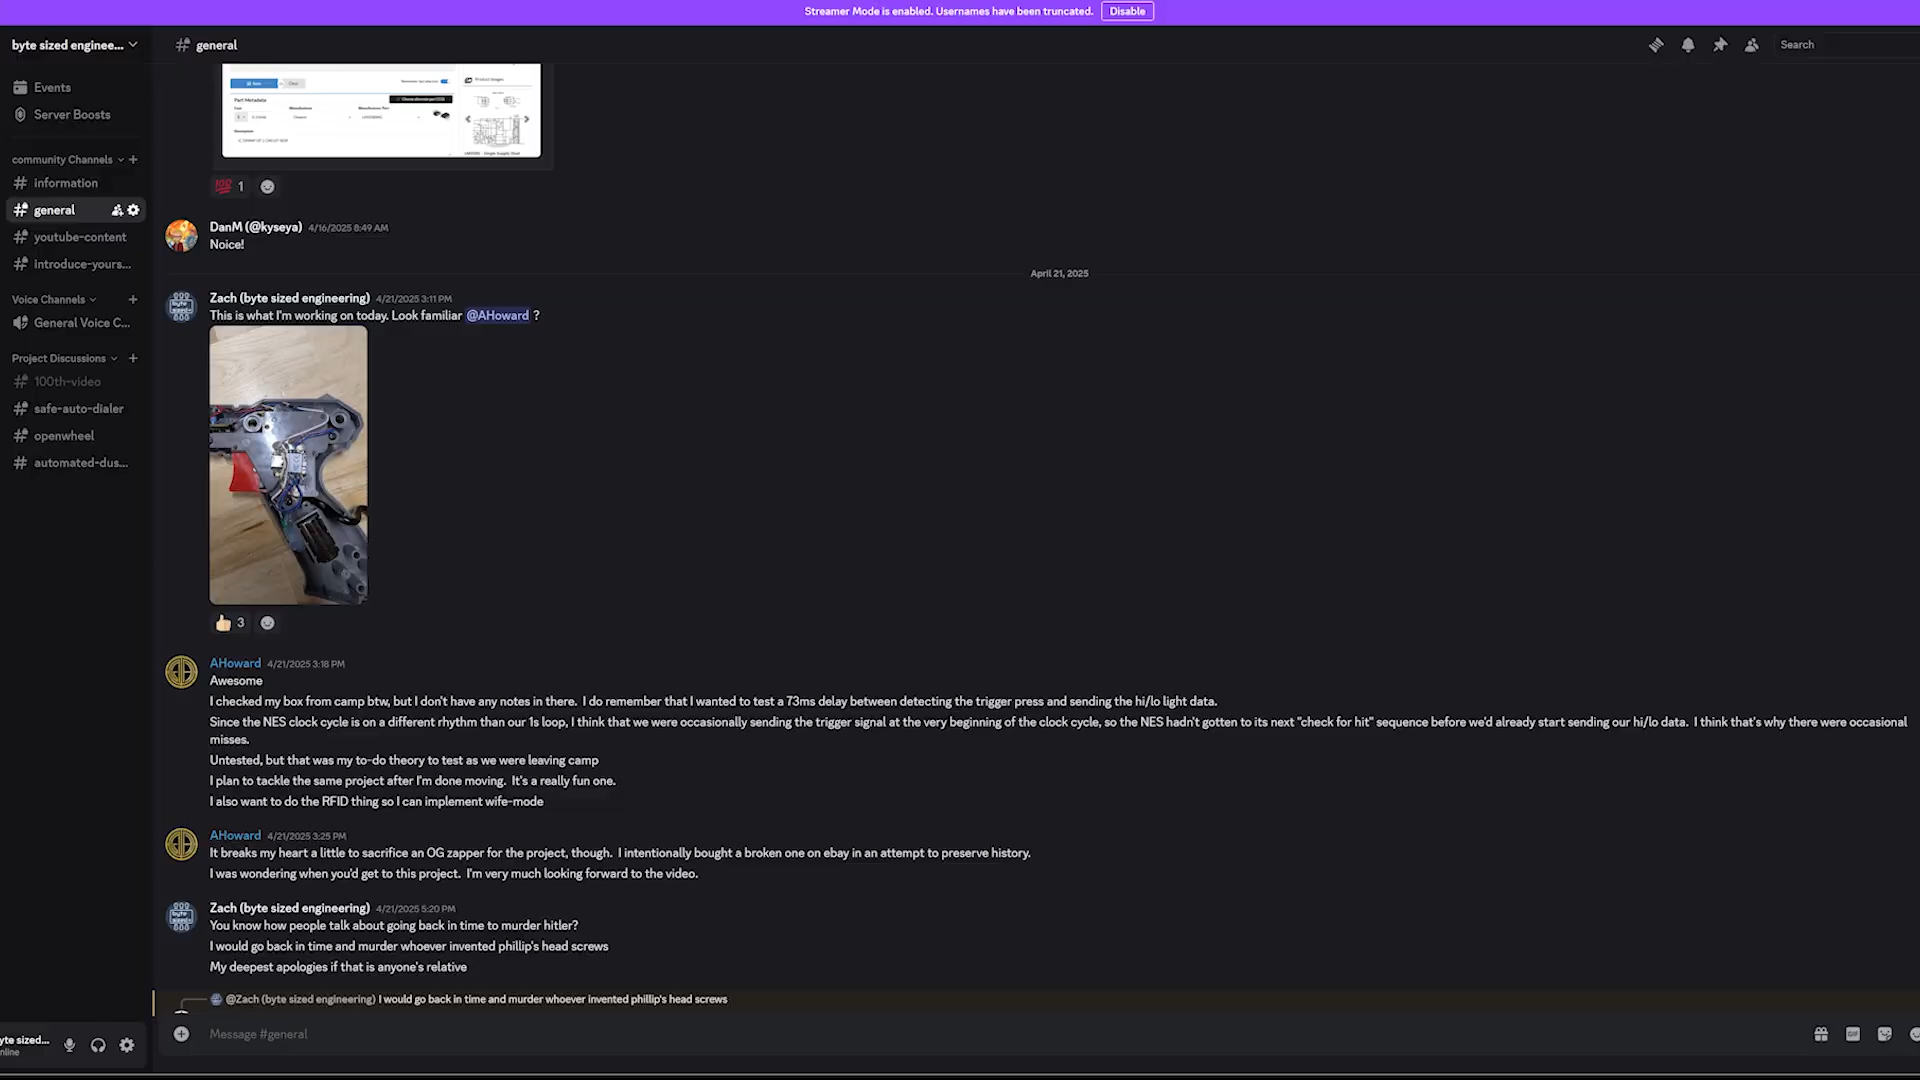 Streamer Mode is enabled. Usernames have been truncated.
Disable
byte sized enginee...
general
Search
Events
Server Boosts
community Channels
information
general
youtube-content
introduce-yours...
Voice Channels
General Voice C...
Project Discussions
100th-video
safe-auto-dialer
openwheel
automated-dus...
Product Images
Part Metadata
1
DanM (@kyseya) 4/16/2025 8:49 AM
Noice!
April 21, 2025
Zach (byte sized engineering) 4/21/2025 3:11 PM
This is what I'm working on today. Look familiar @AHoward ?
3
AHoward 4/21/2025 3:18 PM
Awesome
I checked my box from camp btw, but I don't have any notes in there. I do remember that I wanted to test a 73ms delay between detecting the trigger press and sending the hi/lo light data.
Since the NES clock cycle is on a different rhythm than our 1s loop, I think that we were occasionally sending the trigger signal at the very beginning of the clock cycle, so the NES hadn't gotten to its next "check for hit" sequence before we'd already start sending our hi/lo data. I think that's why there were occasional
misses.
Untested, but that was my to-do theory to test as we were leaving camp
I plan to tackle the same project after I'm done moving. It's a really fun one.
I also want to do the RFID thing so I can implement wife-mode
AHoward 4/21/2025 3:25 PM
It breaks my heart a little to sacrifice an OG zapper for the project, though. I intentionally bought a broken one on ebay in an attempt to preserve history.
I was wondering when you'd get to this project. I'm very much looking forward to the video.
Zach (byte sized engineering) 4/21/2025 5:20 PM
You know how people talk about going back in time to murder hitler?
I would go back in time and murder whoever invented phillip's head screws
My deepest apologies if that is anyone's relative
@Zach (byte sized engineering) I would go back in time and murder whoever invented phillip's head screws
Message #general
yte sized...
nline